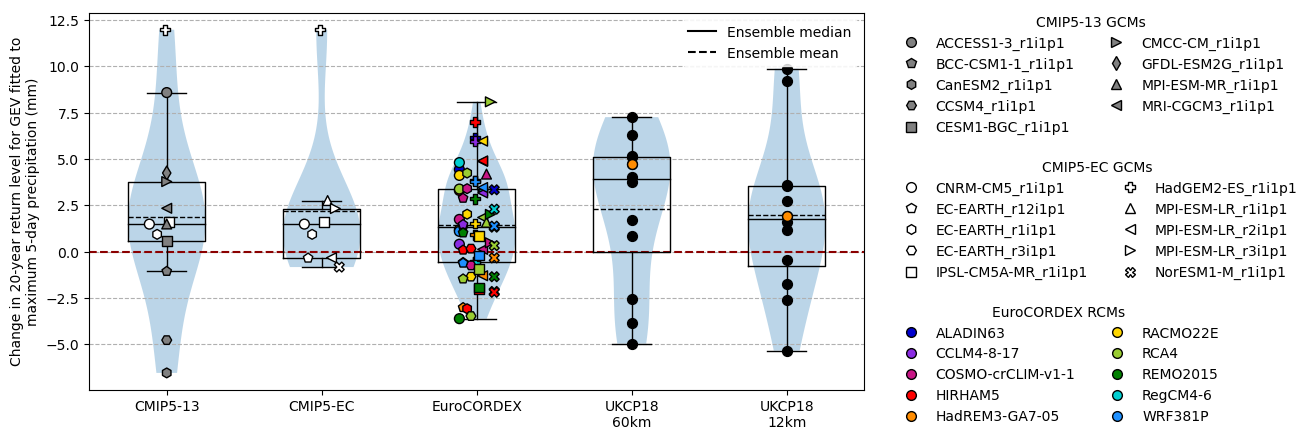 Change in 20-year return level for GEV fitted to
maximum 5-day precipitation (mm)
12.5
10.0
7.5
5.0
2.5
0.0
−2.5
−5.0
Ensemble median
Ensemble mean
CMIP5-13
CMIP5-EC
EuroCORDEX
UKCP18
60km
UKCP18
12km
CMIP5-13 GCMs
ACCESS1-3_r1i1p1
BCC-CSM1-1_r1i1p1
CanESM2_r1i1p1
CCSM4_r1i1p1
CESM1-BGC_r1i1p1
CMCC-CM_r1i1p1
GFDL-ESM2G_r1i1p1
MPI-ESM-MR_r1i1p1
MRI-CGCM3_r1i1p1
CMIP5-EC GCMs
CNRM-CM5_r1i1p1
EC-EARTH_r12i1p1
EC-EARTH_r1i1p1
EC-EARTH_r3i1p1
IPSL-CM5A-MR_r1i1p1
HadGEM2-ES_r1i1p1
MPI-ESM-LR_r1i1p1
MPI-ESM-LR_r2i1p1
MPI-ESM-LR_r3i1p1
NorESM1-M_r1i1p1
EuroCORDEX RCMs
ALADIN63
CCLM4-8-17
COSMO-crCLIM-v1-1
HIRHAM5
HadREM3-GA7-05
RACMO22E
RCA4
REMO2015
RegCM4-6
WRF381P